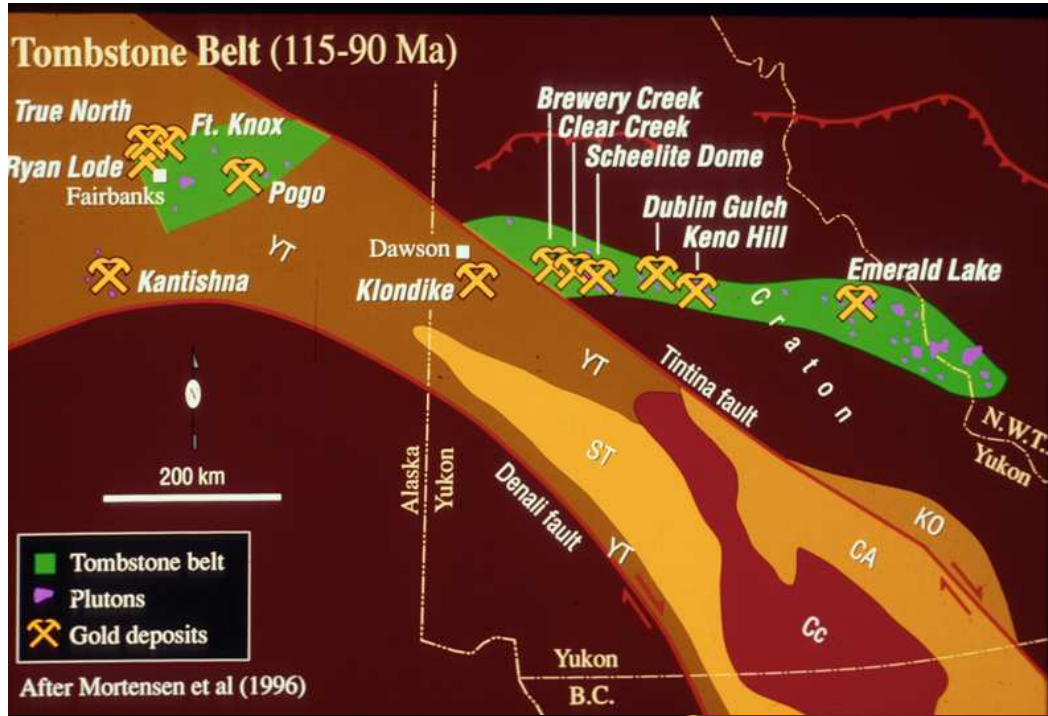 Tombstone Belt (115-90 Ma)
True North
Ft. Knox
Ryan Lode
Fairbanks
Pogo
Brewery Creek
Clear Creek
Scheelite Dome
Dublin Gulch
Keno Hill
Emerald Lake
YT
Dawson
Kantishna
Klondike
Craton
YT
Tintina fault
N.W.T.
Yukon
200 km
Alaska
Yukon
ST
Denali fault
YT
KO
CA
Cc
Tombstone belt
Plutons
Gold deposits
Yukon
B.C.
After Mortensen et al (1996)